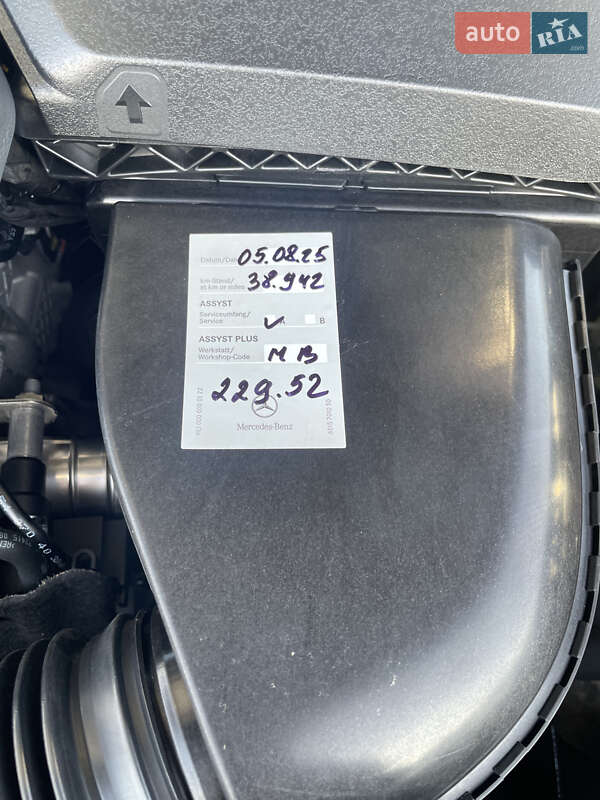 auto RIA .com
Datum/Date 05.08.25
km-Stand/
at km or miles 38.942
ASSYST
Serviceumfang/
Service ✓ B
ASSYST PLUS
Werkstatt/
Workshop-Code M B
229.52
Mercedes-Benz